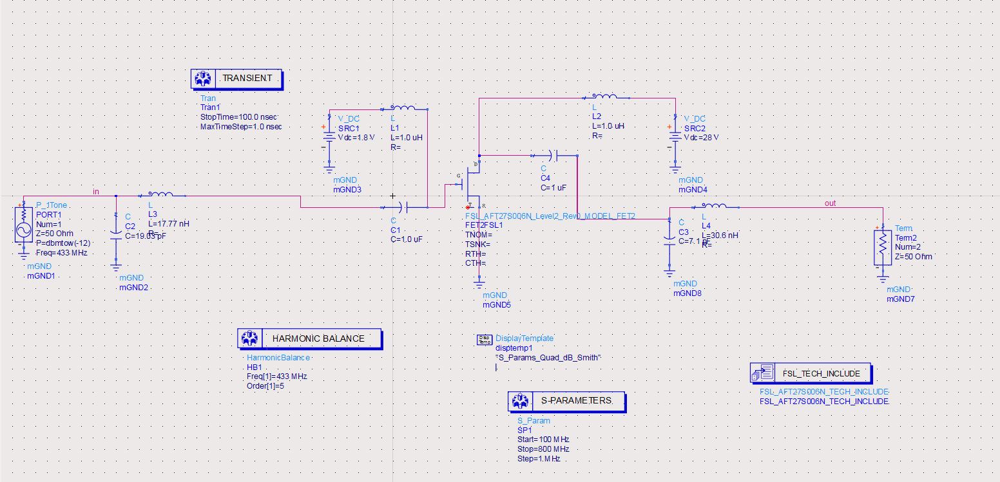 TRANSIENT
Tran
Tran1
StopTime=100.0 nsec
MaxTimeStep=1.0 nsec
V_DC
SRC1
Vdc=1.8 V
mGND
mGND3
L
L1
L=1.0 uH
R=
L
L2
L=1.0 uH
R=
V_DC
SRC2
Vdc=28 V
mGND
mGND4
in
P_1Tone
PORT1
Num=1
Z=50 Ohm
P=dbmtow(-12)
Freq=433 MHz
mGND
mGND1
C
C2
C=19.03 pF
mGND
mGND2
L
L3
L=17.77 nH
R=
C
C1
C=1.0 uF
D
G
T
S
C
C4
C=1 uF
FSL_AFT27S006N_Level2_Rev0_MODEL_FET2
FET2FSL1
TNOM=
TSNK=
RTH=
CTH=
mGND
mGND5
C
C3
C=7.1 pF
mGND
mGND8
L
L4
L=30.6 nH
R=
out
Term
Term2
Num=2
Z=50 Ohm
mGND
mGND7
HARMONIC BALANCE
HarmonicBalance
HB1
Freq[1]=433 MHz
Order[1]=5
Disp
Temp
DisplayTemplate
disptemp1
"S_Params_Quad_dB_Smith"
S-PARAMETERS
S_Param
SP1
Start=100 MHz
Stop=800 MHz
Step=1 MHz
FSL_TECH_INCLUDE
FSL_AFT27S006N_TECH_INCLUDE
FSL_AFT27S006N_TECH_INCLUDE